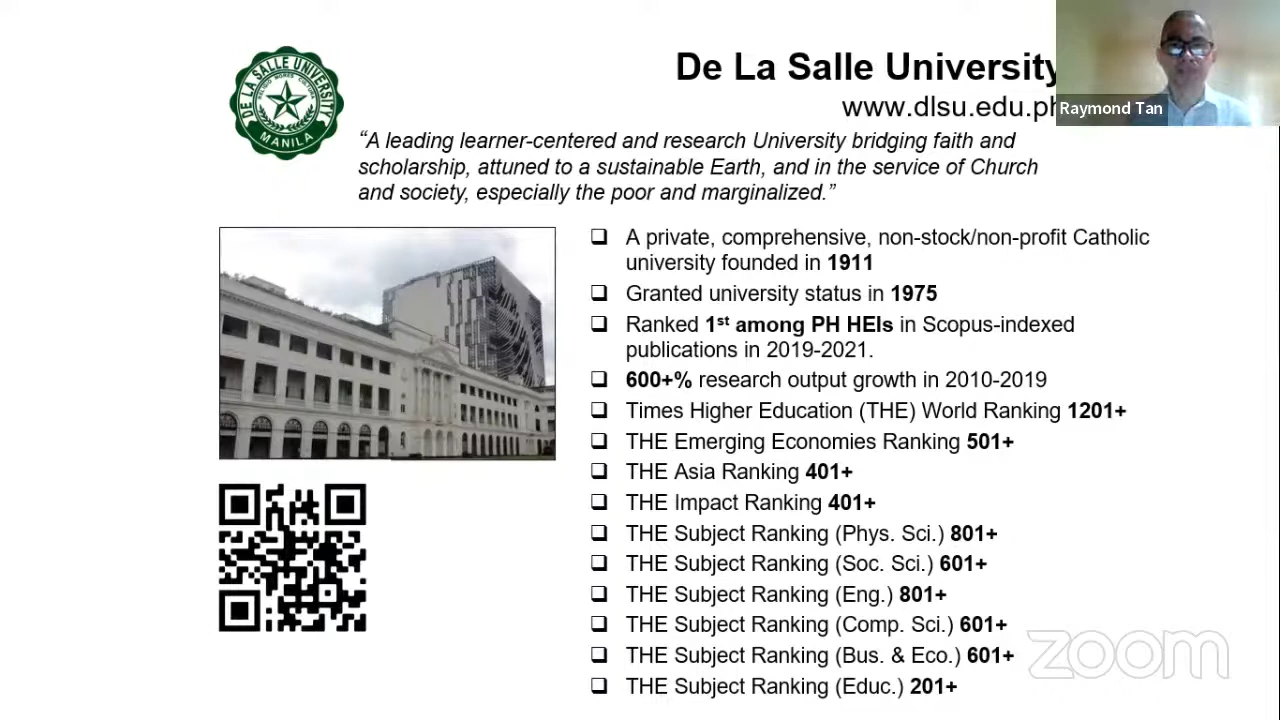 De La Salle University
www.dlsu.edu.ph
Raymond Tan
DE LA SALLE UNIVERSITY
MANILA
“A leading learner-centered and research University bridging faith and
scholarship, attuned to a sustainable Earth, and in the service of Church
and society, especially the poor and marginalized.”
❑ A private, comprehensive, non-stock/non-profit Catholic
university founded in 1911
❑ Granted university status in 1975
❑ Ranked 1st among PH HEIs in Scopus-indexed
publications in 2019-2021.
❑ 600+% research output growth in 2010-2019
❑ Times Higher Education (THE) World Ranking 1201+
❑ THE Emerging Economies Ranking 501+
❑ THE Asia Ranking 401+
❑ THE Impact Ranking 401+
❑ THE Subject Ranking (Phys. Sci.) 801+
❑ THE Subject Ranking (Soc. Sci.) 601+
❑ THE Subject Ranking (Eng.) 801+
❑ THE Subject Ranking (Comp. Sci.) 601+
❑ THE Subject Ranking (Bus. & Eco.) 601+
❑ THE Subject Ranking (Educ.) 201+
zoom